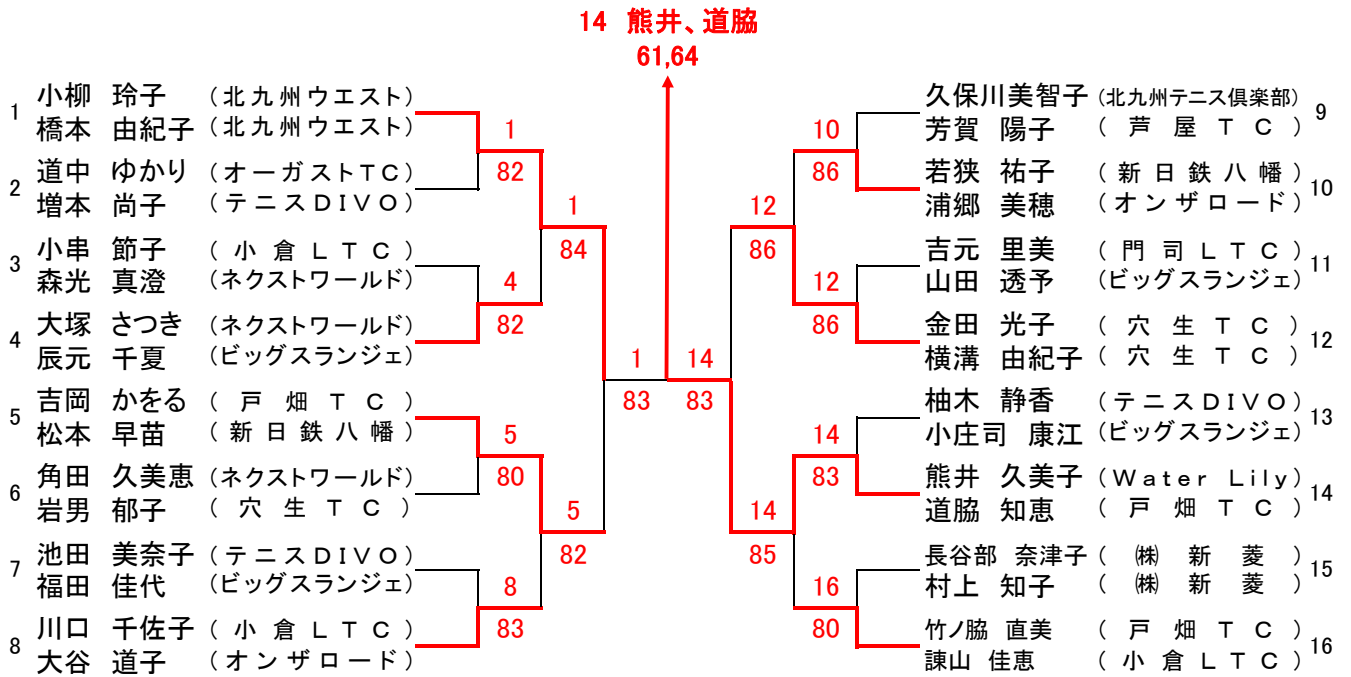 14 熊井、道脇
61,64
1 小柳 玲子 (北九州ウエスト)
橋本 由紀子 (北九州ウエスト)
2 道中 ゆかり (オーガストTC)
増本 尚子 (テニスDIVO)
3 小串 節子 (小倉LTC)
森光 真澄 (ネクストワールド)
4 大塚 さつき (ネクストワールド)
辰元 千夏 (ビッグスランジェ)
5 吉岡 かをる (戸畑TC)
松本 早苗 (新日鉄八幡)
6 角田 久美恵 (ネクストワールド)
岩男 郁子 (穴生TC)
7 池田 美奈子 (テニスDIVO)
福田 佳代 (ビッグスランジェ)
8 川口 千佐子 (小倉LTC)
大谷 道子 (オンザロード)
1
82
4
82
5
80
8
83
1
84
5
82
1
83
14
83
12
86
14
85
10
86
12
86
14
83
16
80
久保川美智子 (北九州テニス倶楽部) 9
芳賀 陽子 (芦屋TC)
若狭 祐子 (新日鉄八幡) 10
浦郷 美穂 (オンザロード)
吉元 里美 (門司LTC) 11
山田 透予 (ビッグスランジェ)
金田 光子 (穴生TC) 12
横溝 由紀子 (穴生TC)
柚木 静香 (テニスDIVO) 13
小庄司 康江 (ビッグスランジェ)
熊井 久美子 (Water Lily) 14
道脇 知恵 (戸畑TC)
長谷部 奈津子 (㈱新菱) 15
村上 知子 (㈱新菱)
竹ノ脇 直美 (戸畑TC) 16
諫山 佳恵 (小倉LTC)